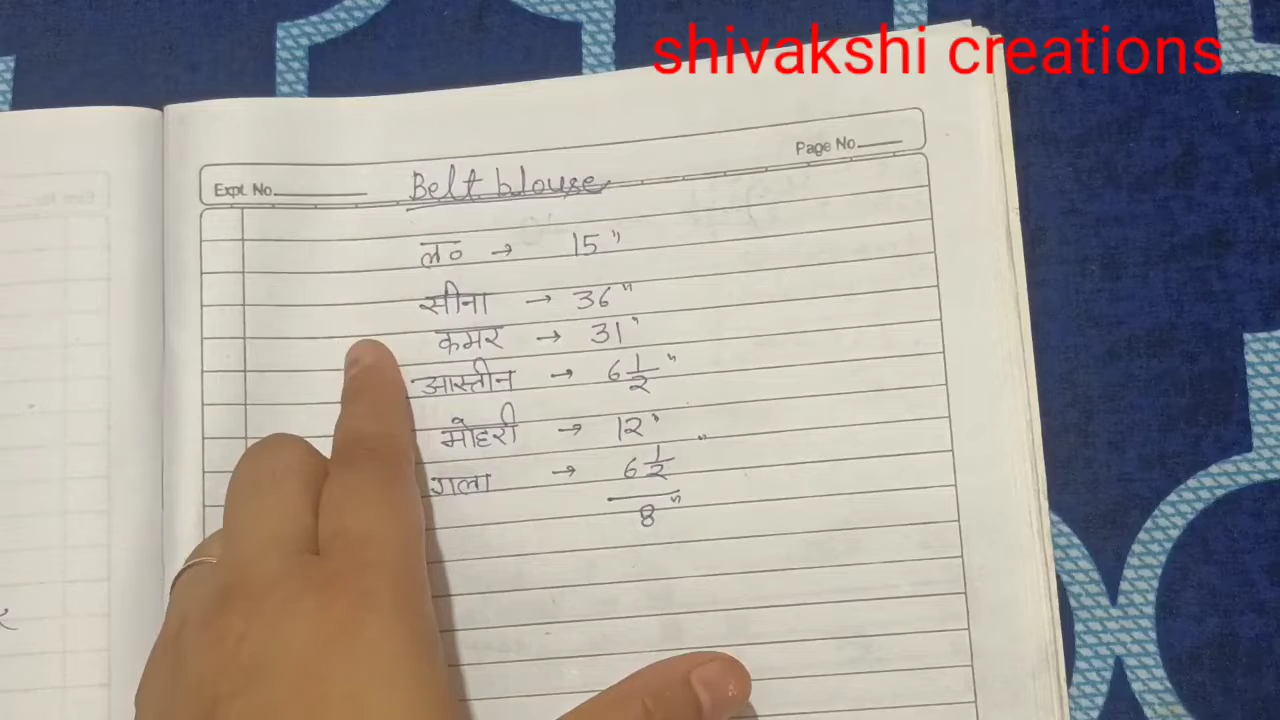 shivakshi creations
Page No
Expt. No
Belt blouse
ल० → 15"
सीना → 36"
कमर → 31"
आस्तीन → 6 1/2"
मोहरी → 12"
गला → 6 1/2"
8"